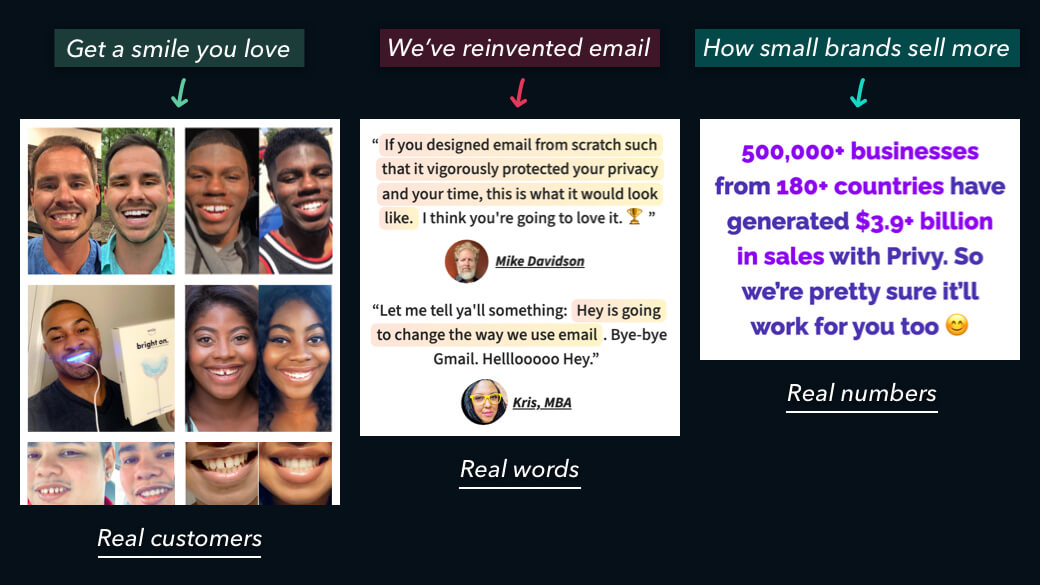 Get a smile you love
We’ve reinvented email
How small brands sell more
bright on.
Real customers
“ If you designed email from scratch such
that it vigorously protected your privacy
and your time, this is what it would look
like. I think you're going to love it. 🏆 ”
Mike Davidson
“Let me tell ya'll something: Hey is going
to change the way we use email . Bye-bye
Gmail. Helllooooo Hey.”
Kris, MBA
Real words
500,000+ businesses
from 180+ countries have
generated $3.9+ billion
in sales with Privy. So
we’re pretty sure it’ll
work for you too 😊
Real numbers